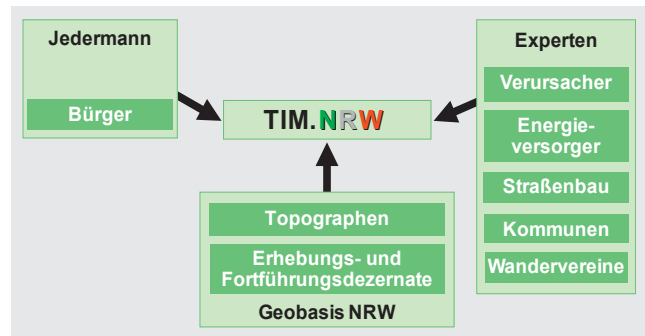 Jedermann
Bürger
TIM.NRW
Experten
Verursacher
Energie-
versorger
Straßenbau
Kommunen
Wandervereine
Topographen
Erhebungs- und
Fortführungsdezernate
Geobasis NRW